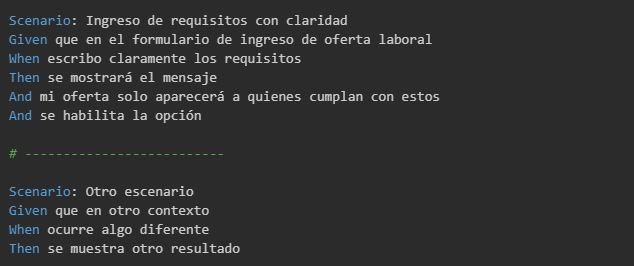 Scenario: Ingreso de requisitos con claridad
Given que en el formulario de ingreso de oferta laboral
When escribo claramente los requisitos
Then se mostrará el mensaje
And mi oferta solo aparecerá a quienes cumplan con estos
And se habilita la opción
# --------------------------
Scenario: Otro escenario
Given que en otro contexto
When ocurre algo diferente
Then se muestra otro resultado